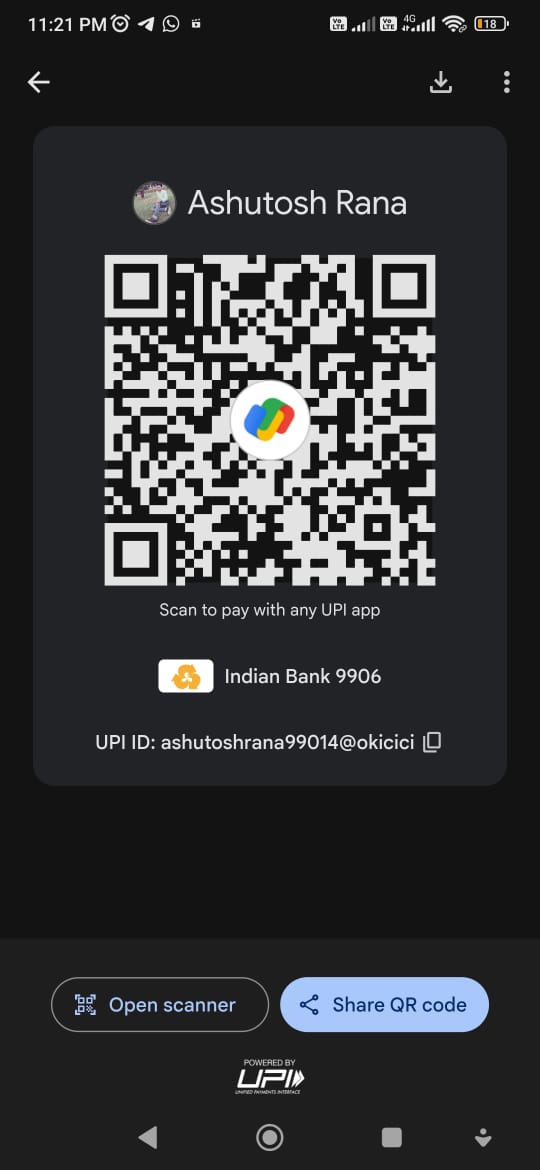 11:21 PM
Vo LTE Vo LTE 4G 18
Ashutosh Rana
Scan to pay with any UPI app
Indian Bank 9906
UPI ID: ashutoshrana99014@okicici
Open scanner
Share QR code
POWERED BY
UPI
UNIFIED PAYMENTS INTERFACE